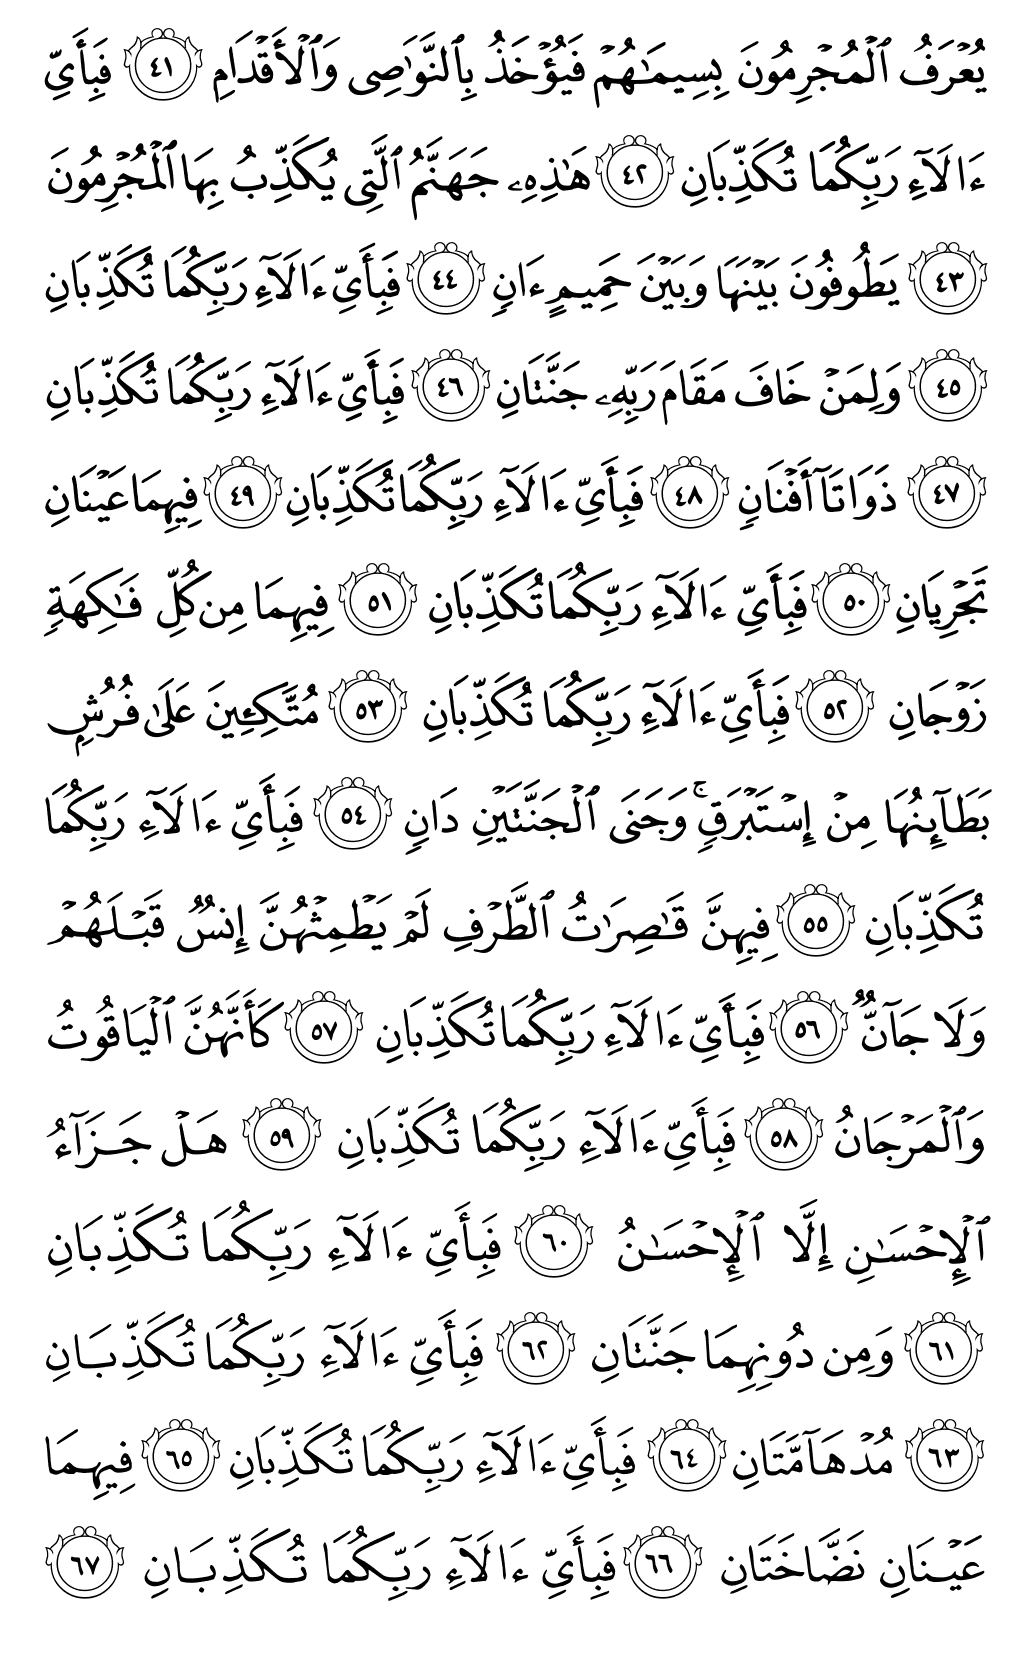 يُعْرَفُ ٱلْمُجْرِمُونَ بِسِيمَٰهُمْ فَيُؤْخَذُ بِٱلنَّوَٰصِى وَٱلْأَقْدَامِ ٤١ فَبِأَىِّ
ءَالَآءِ رَبِّكُمَا تُكَذِّبَانِ ٤٢ هَٰذِهِۦ جَهَنَّمُ ٱلَّتِى يُكَذِّبُ بِهَا ٱلْمُجْرِمُونَ
٤٣ يَطُوفُونَ بَيْنَهَا وَبَيْنَ حَمِيمٍ ءَانٍ ٤٤ فَبِأَىِّ ءَالَآءِ رَبِّكُمَا تُكَذِّبَانِ
٤٥ وَلِمَنْ خَافَ مَقَامَ رَبِّهِۦ جَنَّتَانِ ٤٦ فَبِأَىِّ ءَالَآءِ رَبِّكُمَا تُكَذِّبَانِ
٤٧ ذَوَاتَآ أَفْنَانٍ ٤٨ فَبِأَىِّ ءَالَآءِ رَبِّكُمَا تُكَذِّبَانِ ٤٩ فِيهِمَا عَيْنَانِ
تَجْرِيَانِ ٥٠ فَبِأَىِّ ءَالَآءِ رَبِّكُمَا تُكَذِّبَانِ ٥١ فِيهِمَا مِن كُلِّ فَٰكِهَةٍ
زَوْجَانِ ٥٢ فَبِأَىِّ ءَالَآءِ رَبِّكُمَا تُكَذِّبَانِ ٥٣ مُتَّكِـِٔينَ عَلَىٰ فُرُشٍۭ
بَطَآئِنُهَا مِنْ إِسْتَبْرَقٍ ۚ وَجَنَى ٱلْجَنَّتَيْنِ دَانٍ ٥٤ فَبِأَىِّ ءَالَآءِ رَبِّكُمَا
تُكَذِّبَانِ ٥٥ فِيهِنَّ قَٰصِرَٰتُ ٱلطَّرْفِ لَمْ يَطْمِثْهُنَّ إِنسٌ قَبْلَهُمْ
وَلَا جَآنٌّ ٥٦ فَبِأَىِّ ءَالَآءِ رَبِّكُمَا تُكَذِّبَانِ ٥٧ كَأَنَّهُنَّ ٱلْيَاقُوتُ
وَٱلْمَرْجَانُ ٥٨ فَبِأَىِّ ءَالَآءِ رَبِّكُمَا تُكَذِّبَانِ ٥٩ هَلْ جَزَآءُ
ٱلْإِحْسَٰنِ إِلَّا ٱلْإِحْسَٰنُ ٦٠ فَبِأَىِّ ءَالَآءِ رَبِّكُمَا تُكَذِّبَانِ
٦١ وَمِن دُونِهِمَا جَنَّتَانِ ٦٢ فَبِأَىِّ ءَالَآءِ رَبِّكُمَا تُكَذِّبَانِ
٦٣ مُدْهَآمَّتَانِ ٦٤ فَبِأَىِّ ءَالَآءِ رَبِّكُمَا تُكَذِّبَانِ ٦٥ فِيهِمَا
عَيْنَانِ نَضَّاخَتَانِ ٦٦ فَبِأَىِّ ءَالَآءِ رَبِّكُمَا تُكَذِّبَانِ ٦٧